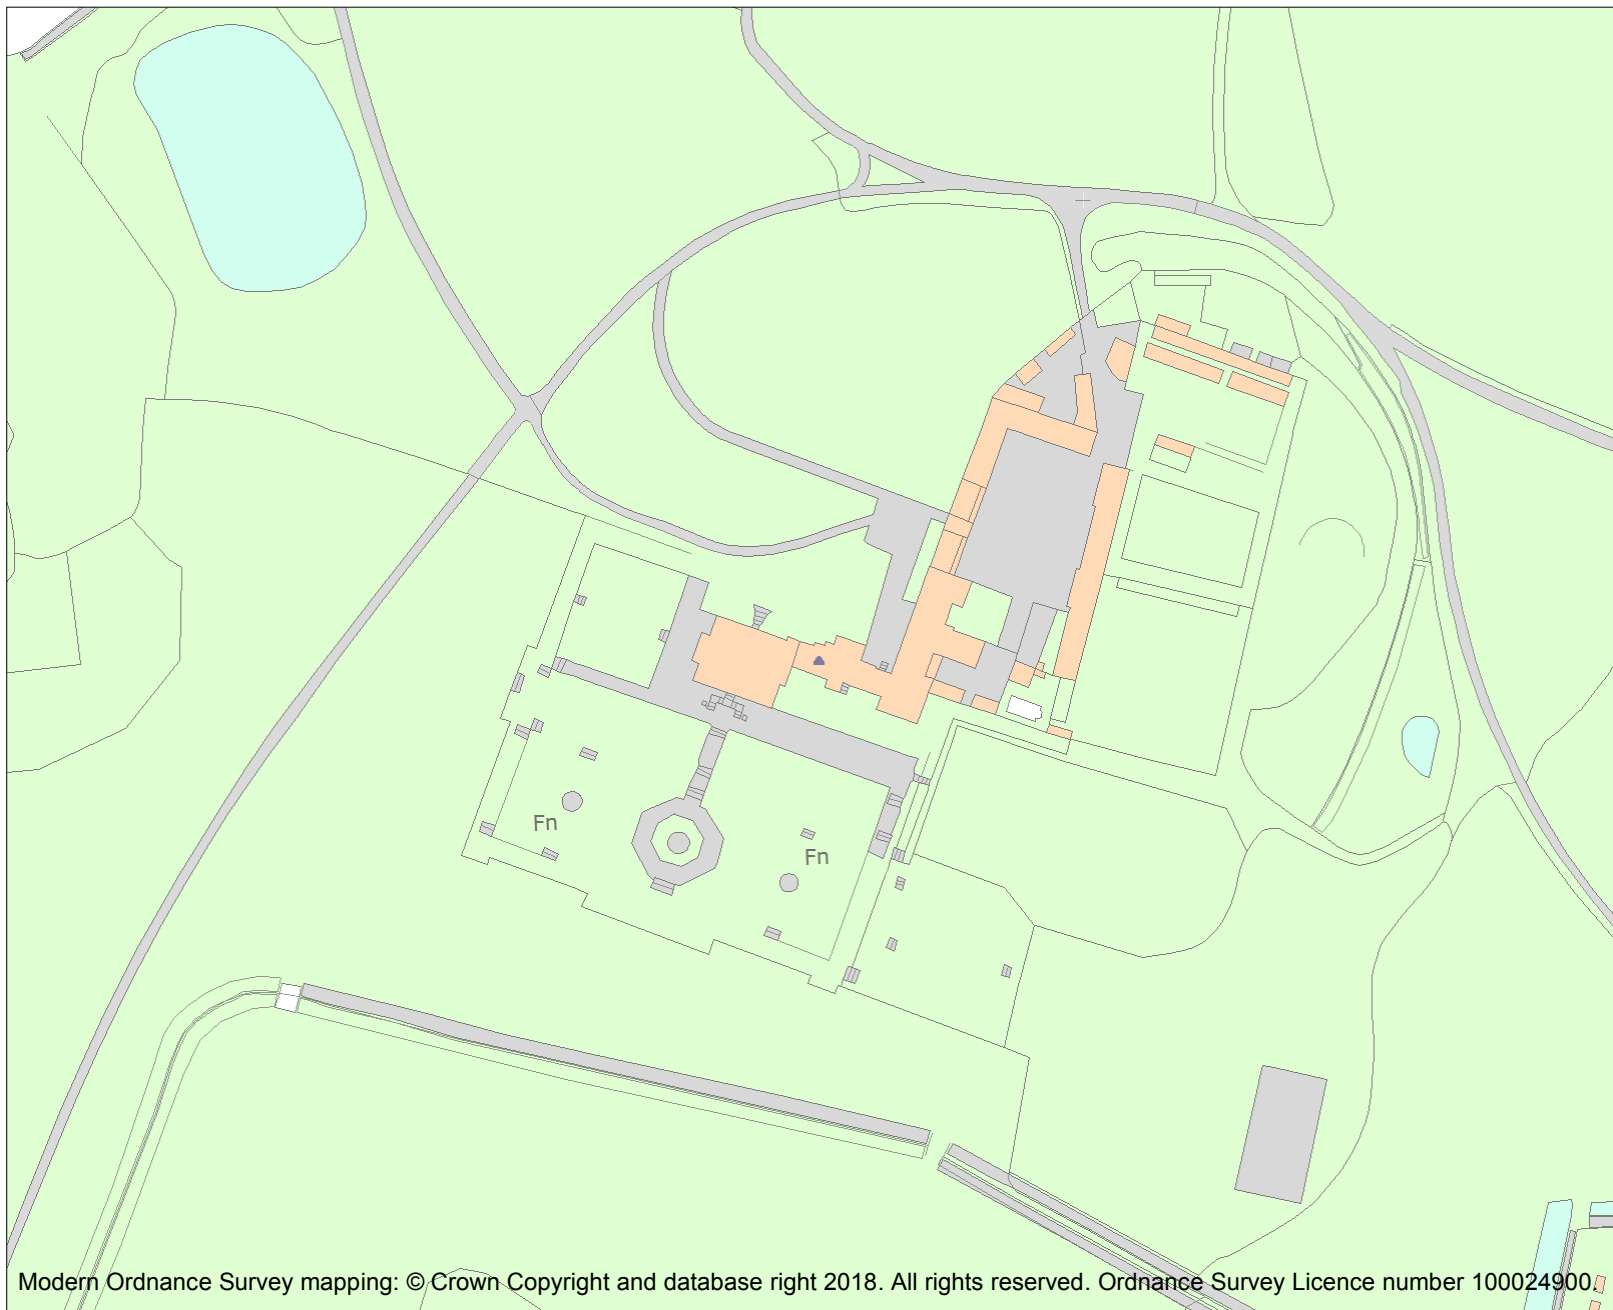 Fn
Fn
Modern Ordnance Survey mapping: © Crown Copyright and database right 2018. All rights reserved. Ordnance Survey Licence number 100024900.